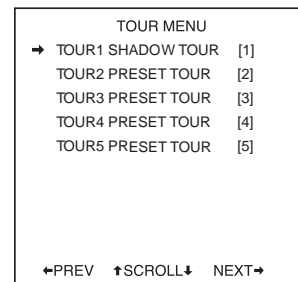 TOUR MENU
➡ TOUR1 SHADOW TOUR [1]
TOUR2 PRESET TOUR [2]
TOUR3 PRESET TOUR [3]
TOUR4 PRESET TOUR [4]
TOUR5 PRESET TOUR [5]
←PREV ↑SCROLL↓ NEXT→